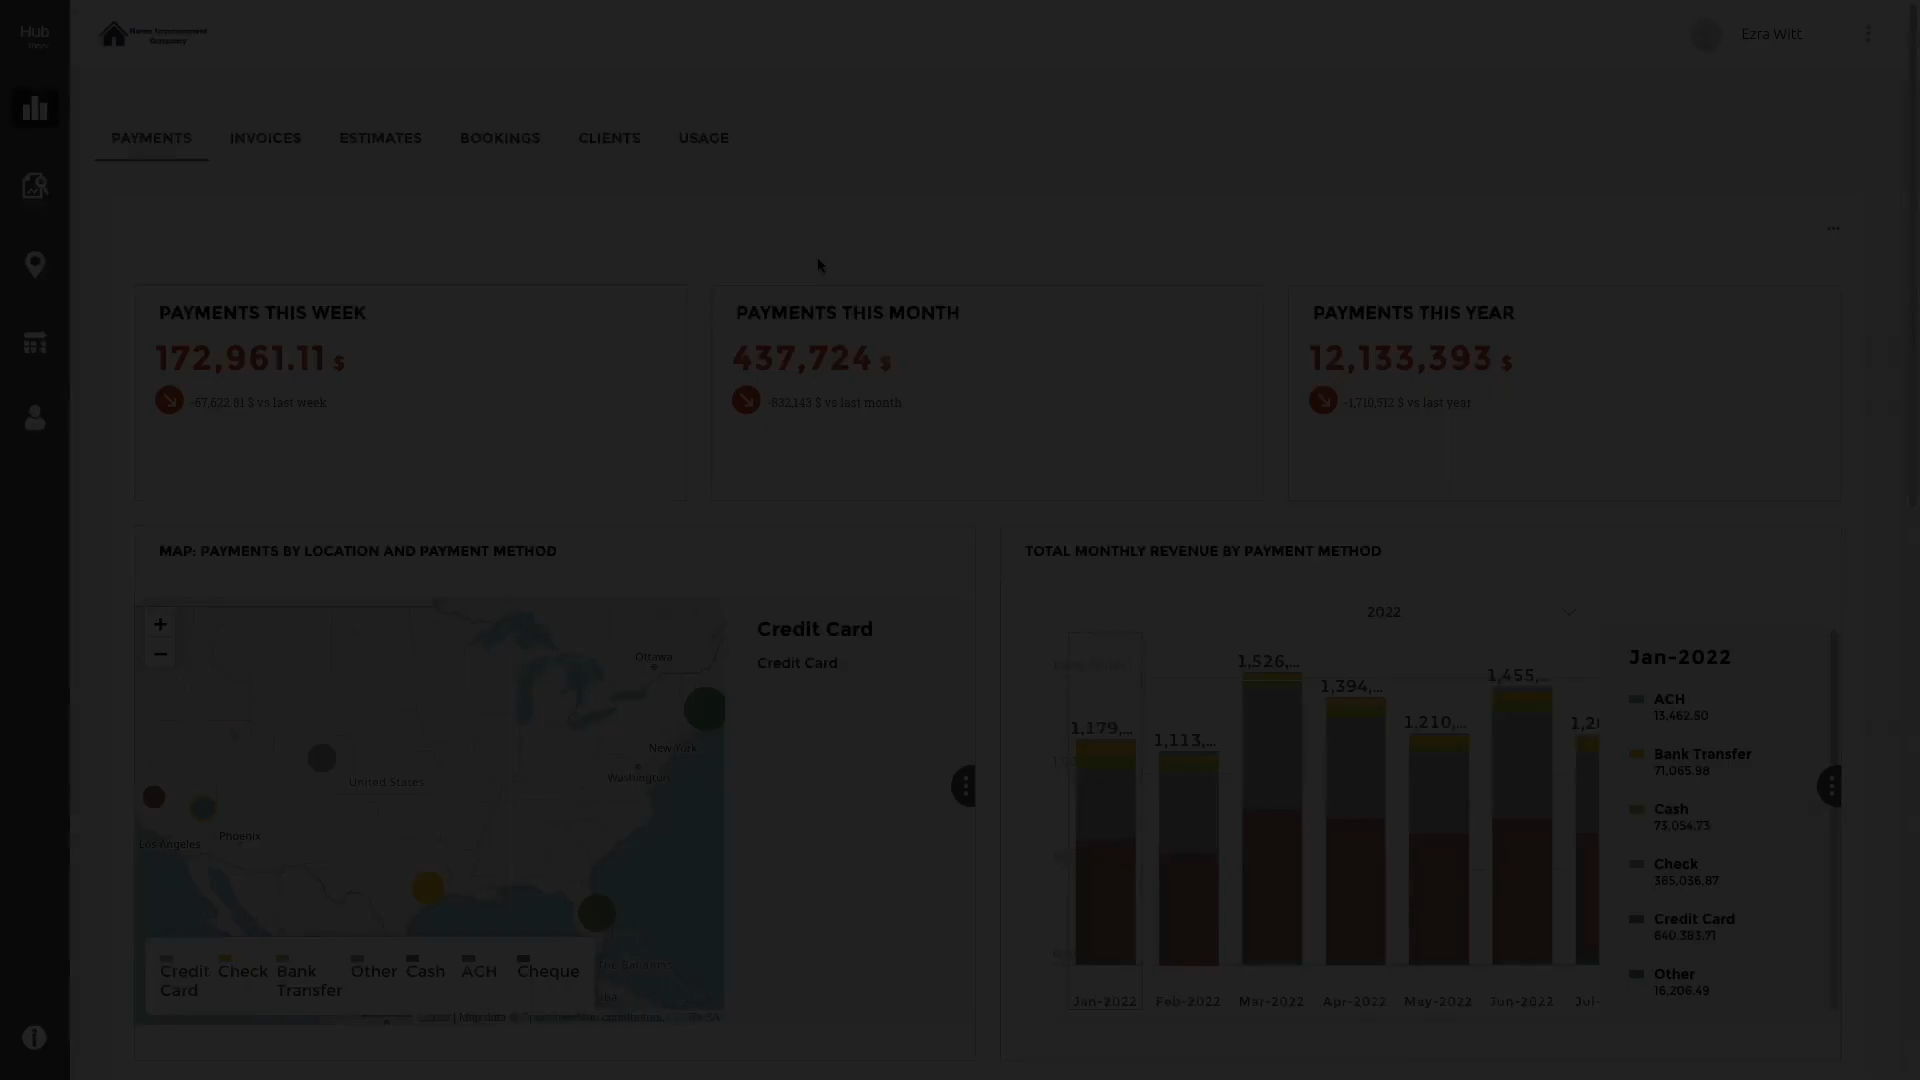 Hub
Home Improvement
Company
Ezra Witt
PAYMENTS
INVOICES
ESTIMATES
BOOKINGS
CLIENTS
USAGE
...
PAYMENTS THIS WEEK
172,961.11 $
-67,622.81 $ vs last week
PAYMENTS THIS MONTH
437,724 $
-832,143 $ vs last month
PAYMENTS THIS YEAR
12,133,393 $
-1,710,512 $ vs last year
MAP: PAYMENTS BY LOCATION AND PAYMENT METHOD
+
−
Ottawa
New York
Washington
United States
Phoenix
Los Angeles
The Bahamas
Credit Card
Check
Bank Transfer
Other
Cash
ACH
Cheque
Credit Card
Credit Card
TOTAL MONTHLY REVENUE BY PAYMENT METHOD
2022
1,179,...
1,113,...
1,526,...
1,394,...
1,210,...
1,455,...
Jan-2022
Feb-2022
Mar-2022
Apr-2022
May-2022
Jun-2022
Jul-
Jan-2022
ACH
13,462.50
Bank Transfer
71,065.98
Cash
73,054.73
Check
365,036.87
Credit Card
640,383.71
Other
16,206.49